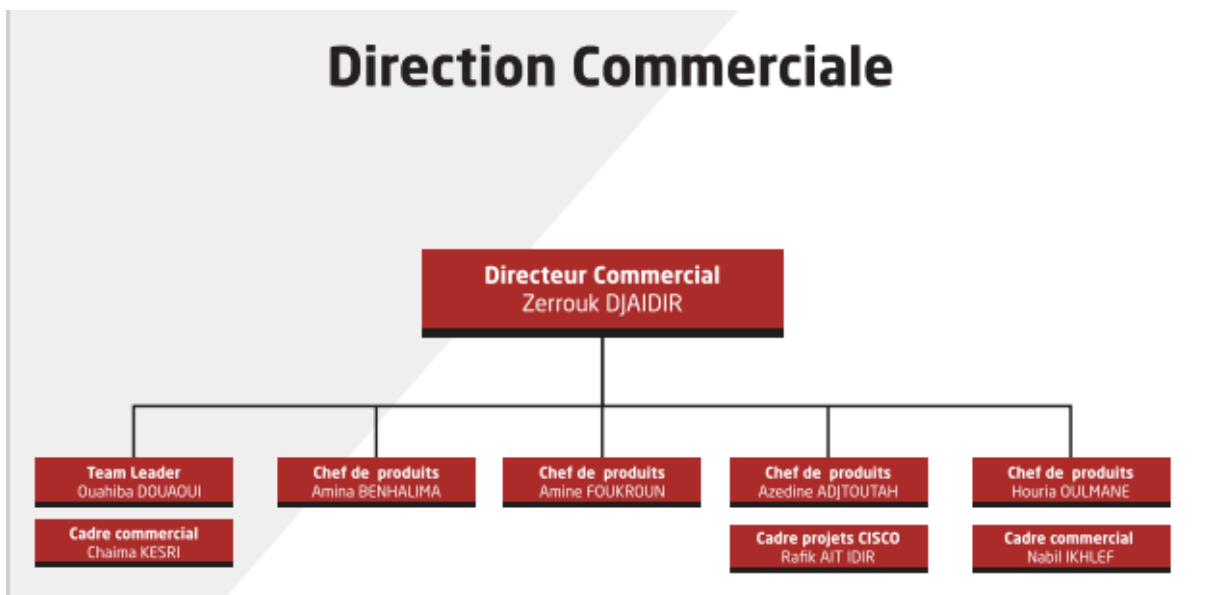 Direction Commerciale
Directeur Commercial
Zerrouk DJAIDIR
Team Leader
Ouahiba DOUAOUI
Cadre commercial
Chaima KESRI
Chef de produits
Amina BENHALIMA
Chef de produits
Amine FOUKROUN
Chef de produits
Azedine ADJTOUTAH
Cadre projets CISCO
Rafik AIT IDIR
Chef de produits
Houria OULMANE
Cadre commercial
Nabil IKHLEF